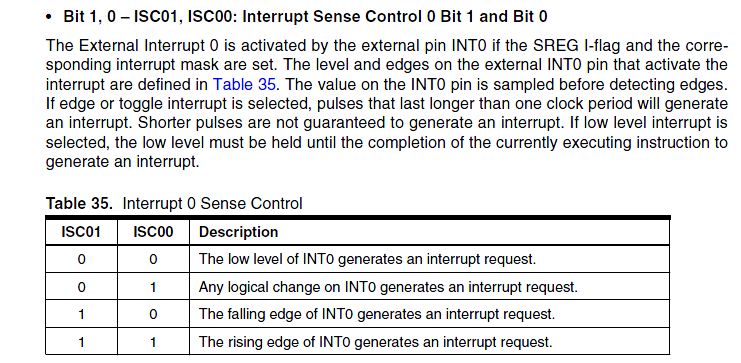 • Bit 1, 0 – ISC01, ISC00: Interrupt Sense Control 0 Bit 1 and Bit 0
The External Interrupt 0 is activated by the external pin INT0 if the SREG I-flag and the corre-
sponding interrupt mask are set. The level and edges on the external INT0 pin that activate the
interrupt are defined in Table 35. The value on the INT0 pin is sampled before detecting edges.
If edge or toggle interrupt is selected, pulses that last longer than one clock period will generate
an interrupt. Shorter pulses are not guaranteed to generate an interrupt. If low level interrupt is
selected, the low level must be held until the completion of the currently executing instruction to
generate an interrupt.
Table 35. Interrupt 0 Sense Control
ISC01 ISC00 Description
0 0 The low level of INT0 generates an interrupt request.
0 1 Any logical change on INT0 generates an interrupt request.
1 0 The falling edge of INT0 generates an interrupt request.
1 1 The rising edge of INT0 generates an interrupt request.